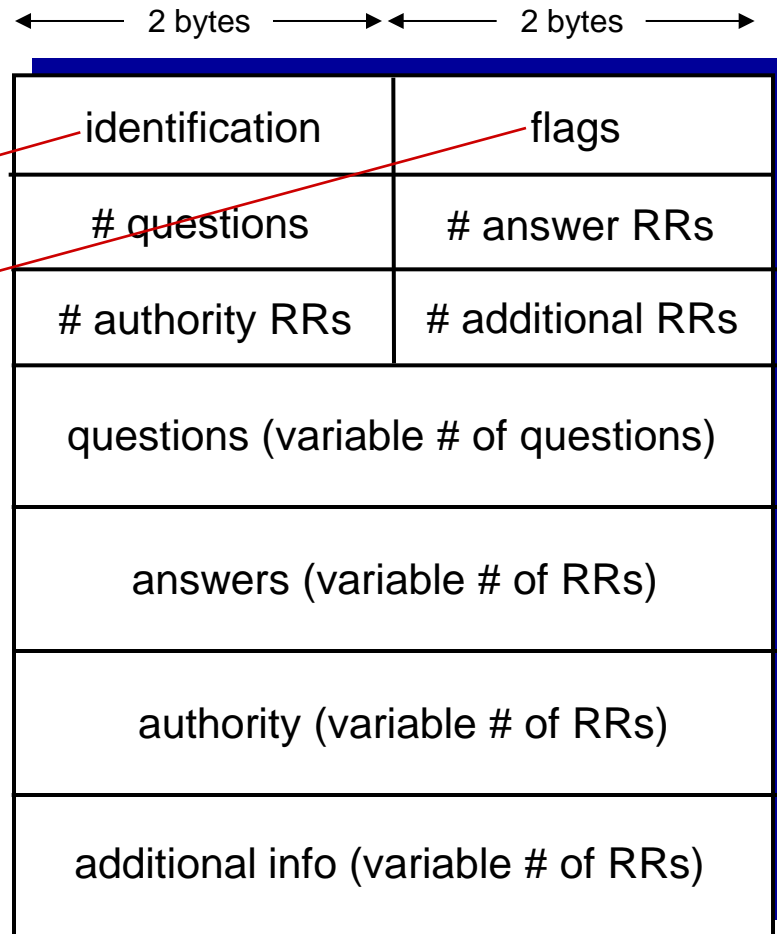 2 bytes 2 bytes
identification flags
# questions # answer RRs
# authority RRs # additional RRs
questions (variable # of questions)
answers (variable # of RRs)
authority (variable # of RRs)
additional info (variable # of RRs)